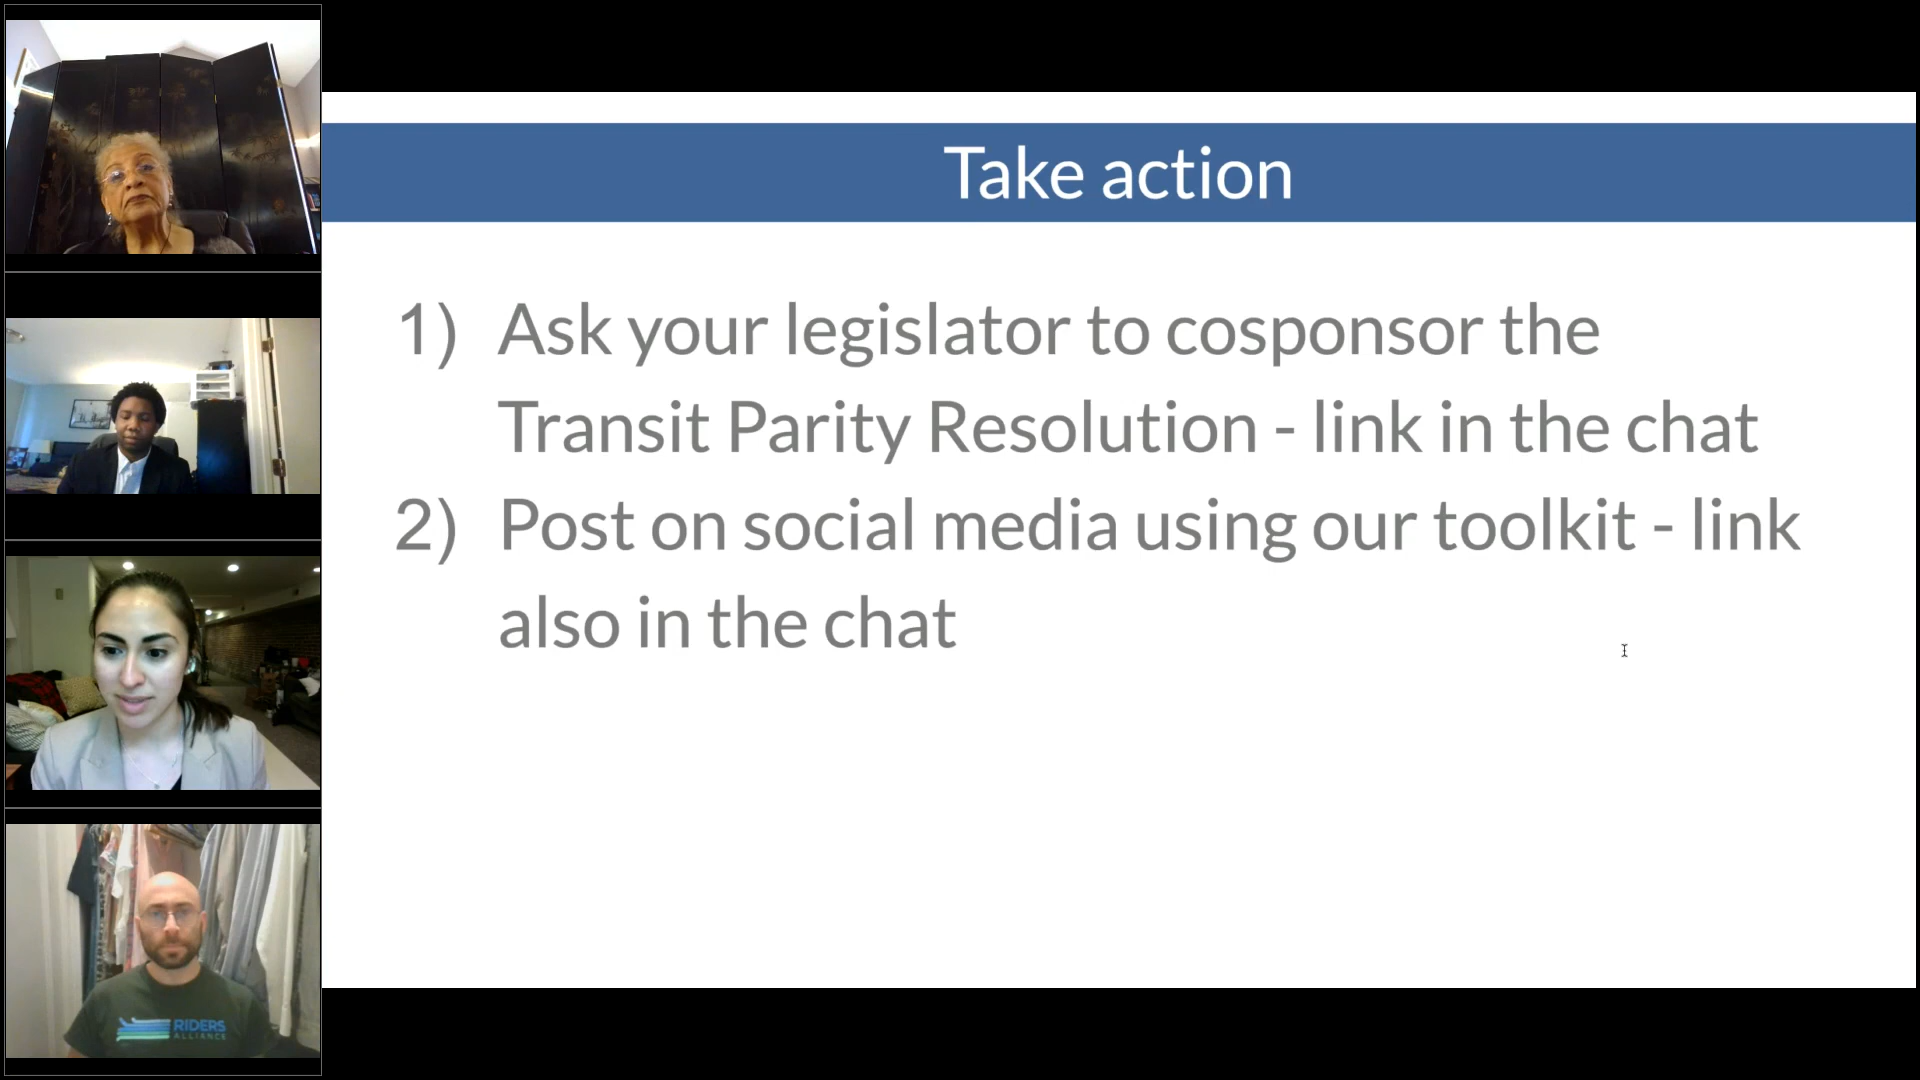 Take action
1) Ask your legislator to cosponsor the
Transit Parity Resolution - link in the chat
2) Post on social media using our toolkit - link
also in the chat
RIDERS
ALLIANCE